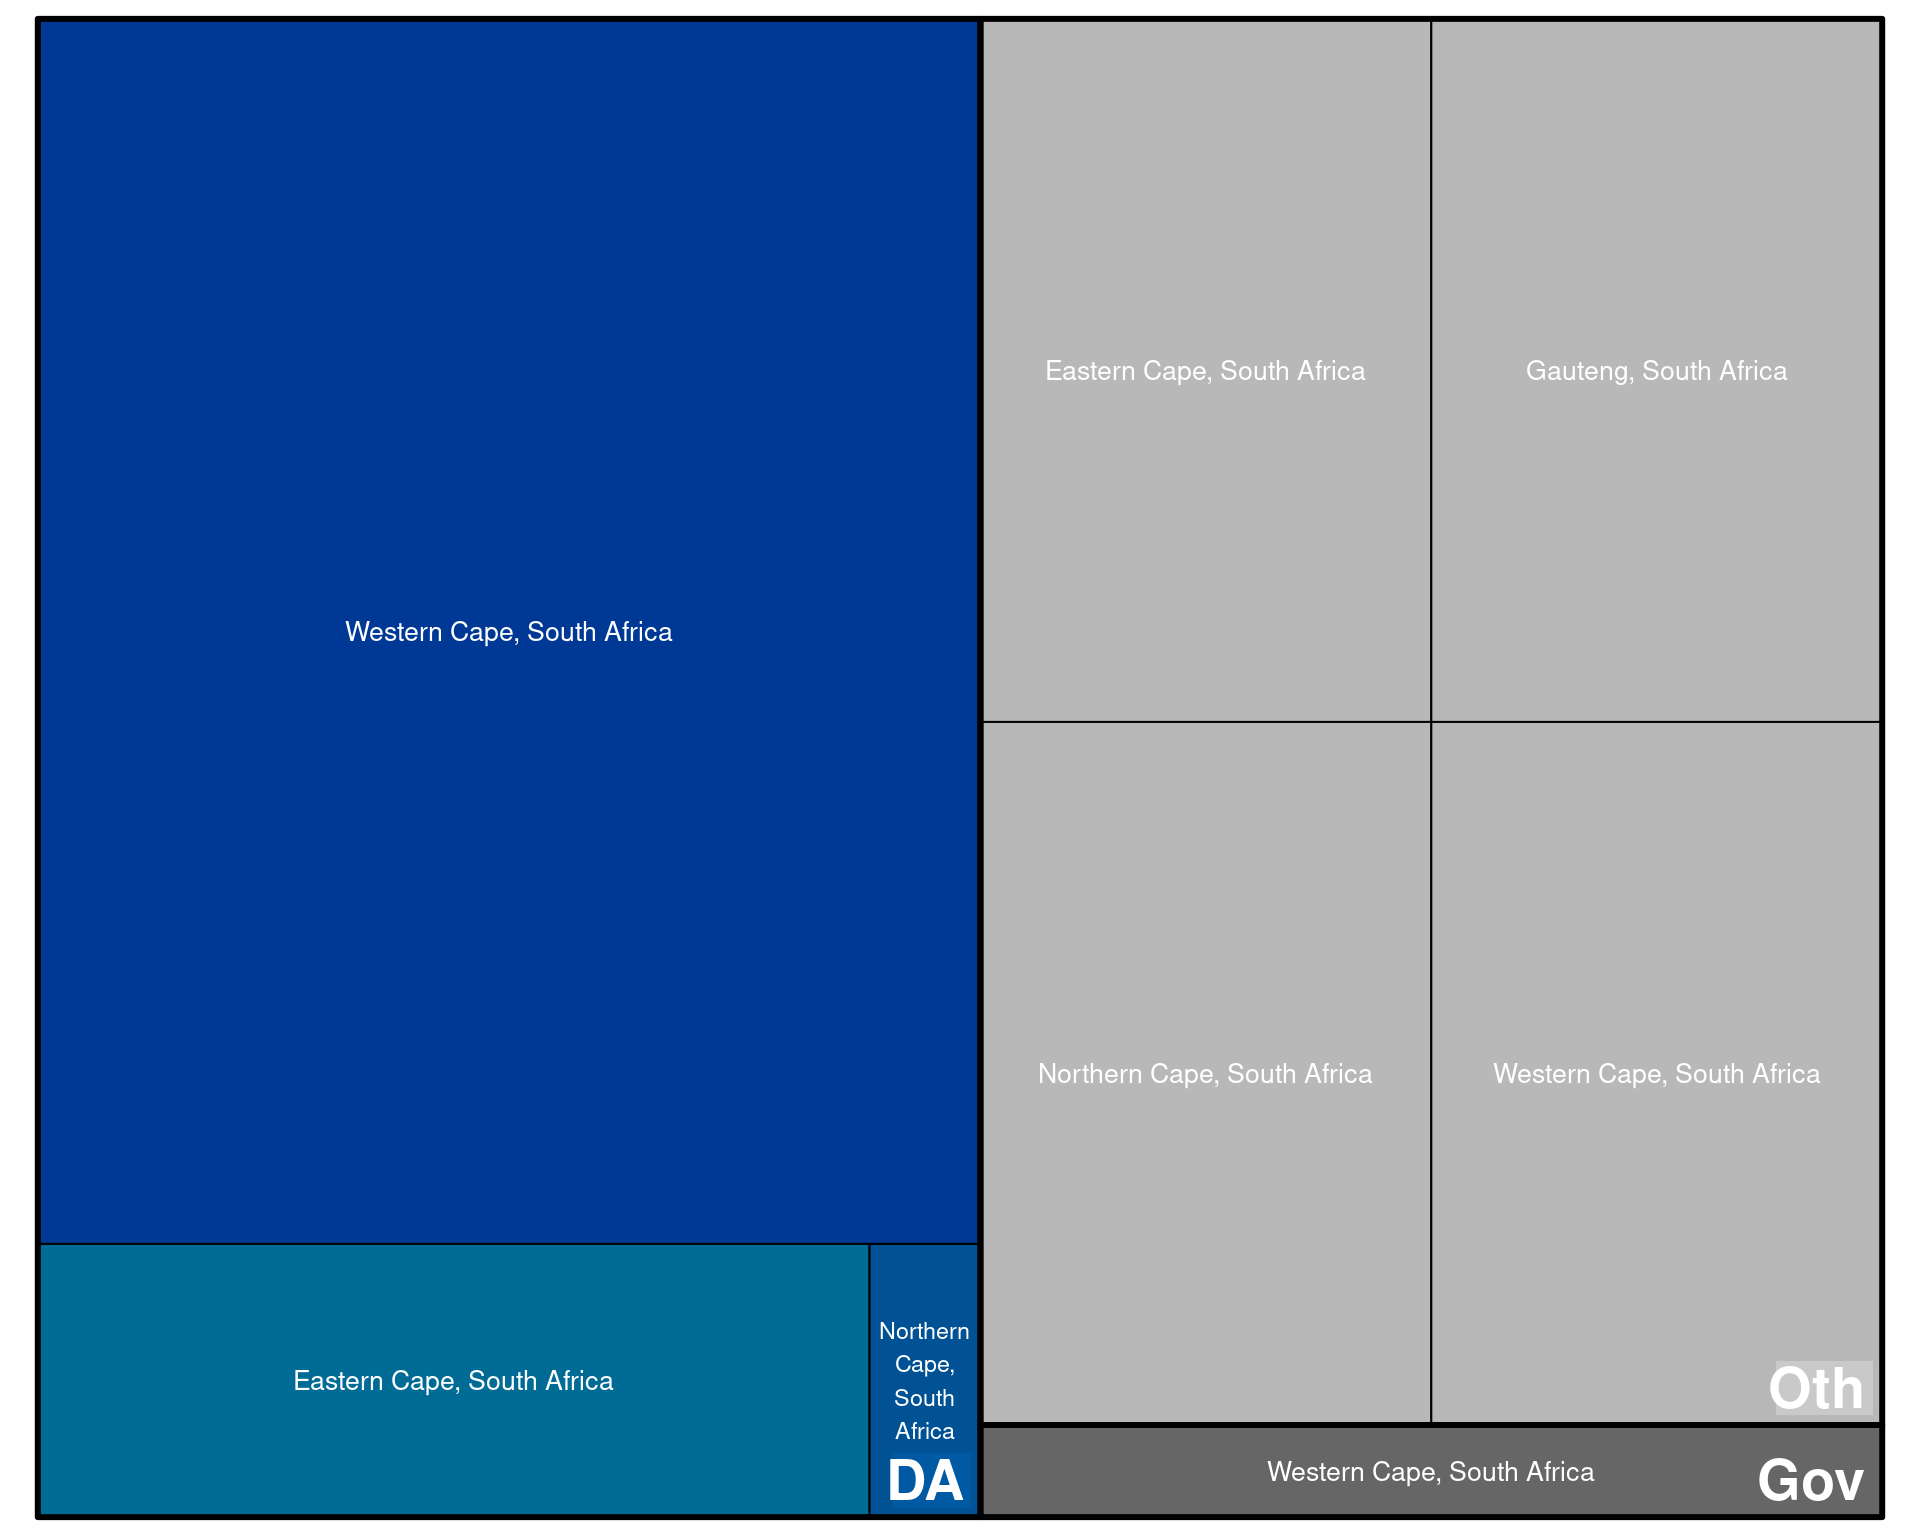 Western Cape, South Africa
Eastern Cape, South Africa
Northern
Cape,
South
Africa
DA
Eastern Cape, South Africa
Gauteng, South Africa
Northern Cape, South Africa
Western Cape, South Africa
Oth
Western Cape, South Africa
Gov